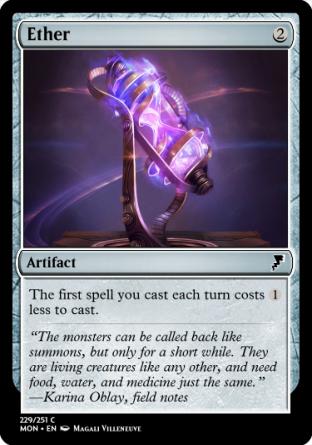 Ether 2
Artifact
The first spell you cast each turn costs 1
less to cast.
“The monsters can be called back like
summons, but only for a short while. They
are living creatures like any other, and need
food, water, and medicine just the same.”
—Karina Oblay, field notes
229/251 C
MON • EN Magali Villeneuve